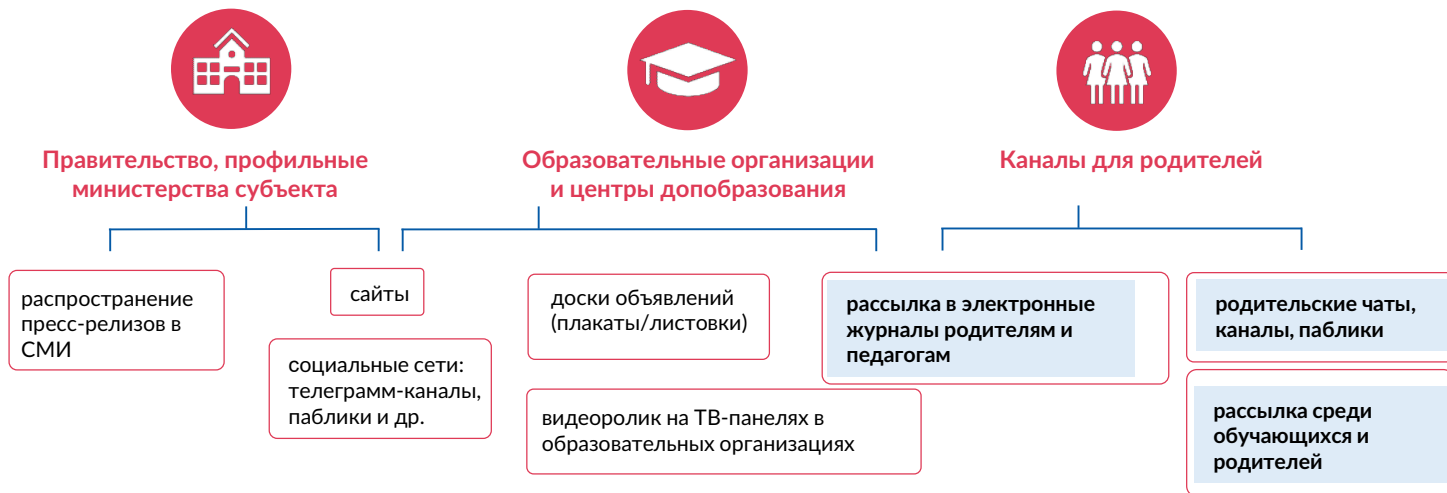 Правительство, профильные
министерства субъекта
Образовательные организации
и центры допобразования
Каналы для родителей
распространение
пресс-релизов в
СМИ
сайты
социальные сети:
телеграмм-каналы,
паблики и др.
доски объявлений
(плакаты/листовки)
видеоролик на ТВ-панелях в
образовательных организациях
рассылка в электронные
журналы родителям и
педагогам
родительские чаты,
каналы, паблики
рассылка среди
обучающихся и
родителей